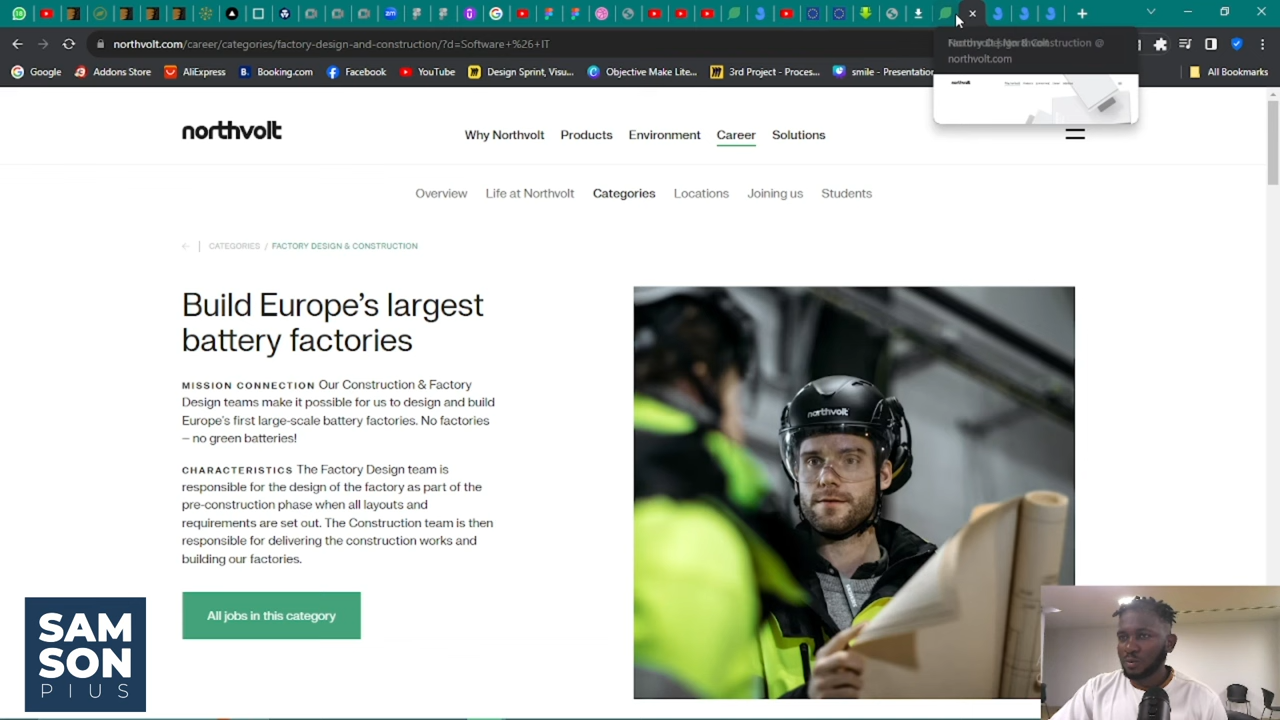 northvolt.com/career/categories/factory-design-and-construction/?d=Software+%26+IT
northvolt.com
Google
Addons Store
AliExpress
Booking.com
Facebook
YouTube
Design Sprint, Visu...
Objective Make Lite...
3rd Project - Proces...
smile - Presentation
All Bookmarks
northvolt
Why Northvolt
Products
Environment
Career
Solutions
Overview
Life at Northvolt
Categories
Locations
Joining us
Students
CATEGORIES / FACTORY DESIGN & CONSTRUCTION
Build Europe's largest
battery factories
MISSION CONNECTION Our Construction & Factory
Design teams make it possible for us to design and build
Europe's first large-scale battery factories. No factories
– no green batteries!
CHARACTERISTICS The Factory Design team is
responsible for the design of the factory as part of the
pre-construction phase when all layouts and
requirements are set out. The Construction team is then
responsible for delivering the construction works and
building our factories.
All jobs in this category
northvolt
SAM
SON
PIUS